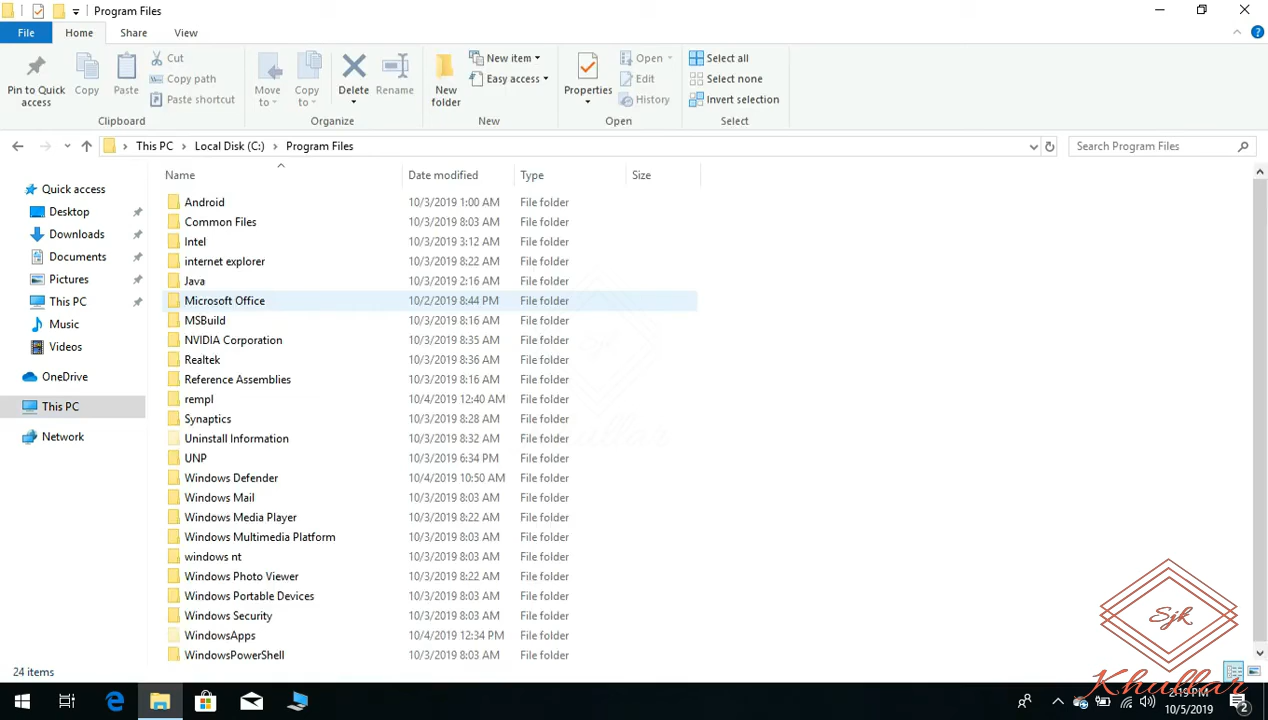 Program Files
File Home Share View
Pin to Quick access
Copy
Paste
Cut
Copy path
Paste shortcut
Clipboard
Move to
Copy to
Delete
Rename
Organize
New folder
New item
Easy access
New
Properties
Open
Edit
History
Open
Select all
Select none
Invert selection
Select
This PC > Local Disk (C:) > Program Files
Search Program Files
Quick access
Desktop
Downloads
Documents
Pictures
This PC
Music
Videos
OneDrive
This PC
Network
Name Date modified Type Size
Android 10/3/2019 1:00 AM File folder
Common Files 10/3/2019 8:03 AM File folder
Intel 10/3/2019 3:12 AM File folder
internet explorer 10/3/2019 8:22 AM File folder
Java 10/3/2019 2:16 AM File folder
Microsoft Office 10/2/2019 8:44 PM File folder
MSBuild 10/3/2019 8:16 AM File folder
NVIDIA Corporation 10/3/2019 8:35 AM File folder
Realtek 10/3/2019 8:36 AM File folder
Reference Assemblies 10/3/2019 8:16 AM File folder
rempl 10/4/2019 12:40 AM File folder
Synaptics 10/3/2019 8:28 AM File folder
Uninstall Information 10/3/2019 8:32 AM File folder
UNP 10/3/2019 6:34 PM File folder
Windows Defender 10/4/2019 10:50 AM File folder
Windows Mail 10/3/2019 8:03 AM File folder
Windows Media Player 10/3/2019 8:22 AM File folder
Windows Multimedia Platform 10/3/2019 8:03 AM File folder
windows nt 10/3/2019 8:03 AM File folder
Windows Photo Viewer 10/3/2019 8:22 AM File folder
Windows Portable Devices 10/3/2019 8:03 AM File folder
Windows Security 10/3/2019 8:03 AM File folder
WindowsApps 10/4/2019 12:34 PM File folder
WindowsPowerShell 10/3/2019 8:03 AM File folder
24 items
Sjk
Khullar
2:19 PM
10/5/2019
2